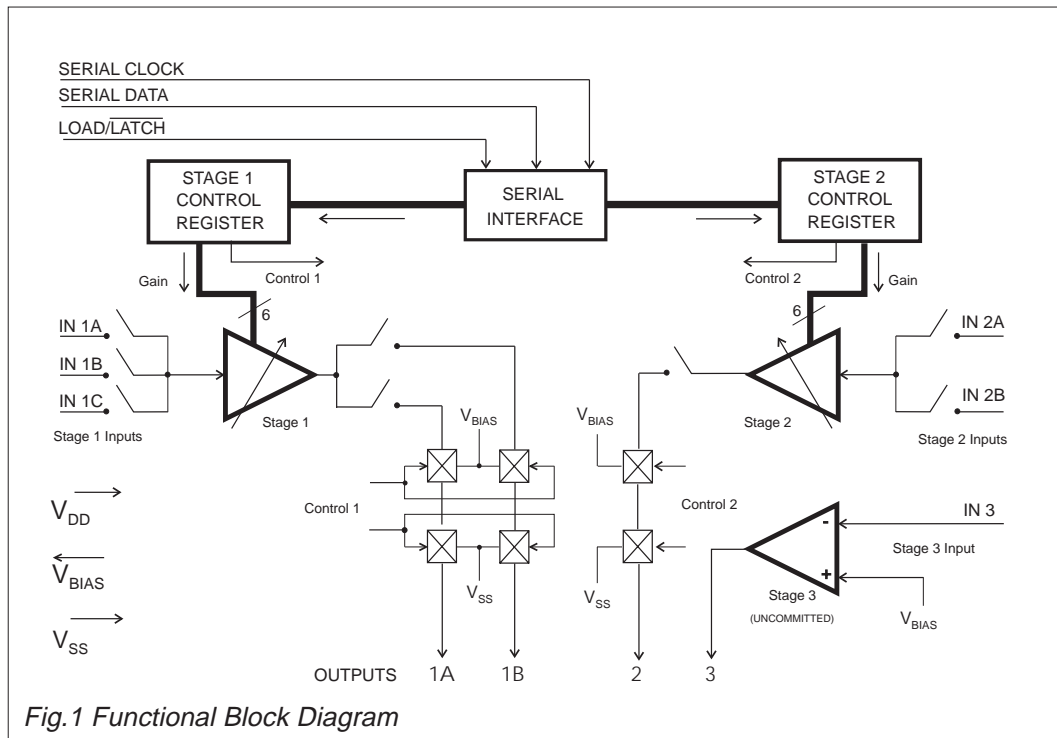 SERIAL CLOCK
SERIAL DATA
LOAD/LATCH
STAGE 1
CONTROL
REGISTER
SERIAL
INTERFACE
STAGE 2
CONTROL
REGISTER
Gain
Control 1
Control 2
Gain
6
6
IN 1A
IN 1B
IN 1C
Stage 1 Inputs
Stage 1
IN 2A
IN 2B
Stage 2
Stage 2 Inputs
VBIAS
VBIAS
Control 1
Control 2
VSS
VSS
VDD
VBIAS
VSS
IN 3
-
Stage 3 Input
+
Stage 3
(UNCOMMITTED)
VBIAS
OUTPUTS 1A 1B 2 3
Fig.1 Functional Block Diagram